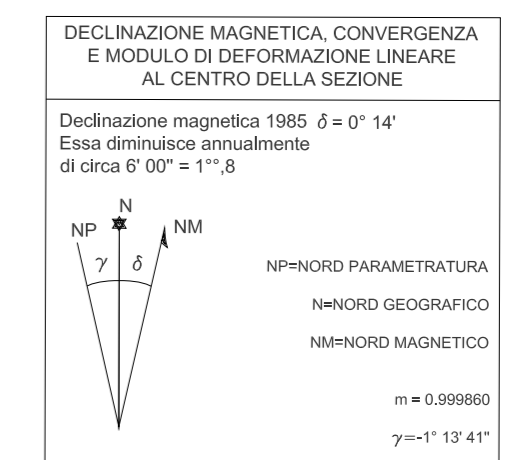 DECLINAZIONE MAGNETICA, CONVERGENZA
E MODULO DI DEFORMAZIONE LINEARE
AL CENTRO DELLA SEZIONE
Declinazione magnetica 1985 δ = 0° 14'
Essa diminuisce annualmente
di circa 6' 00" = 1°°,8
N
NP
NM
γ
δ
NP=NORD PARAMETRATURA
N=NORD GEOGRAFICO
NM=NORD MAGNETICO
m = 0.999860
γ=-1° 13' 41"